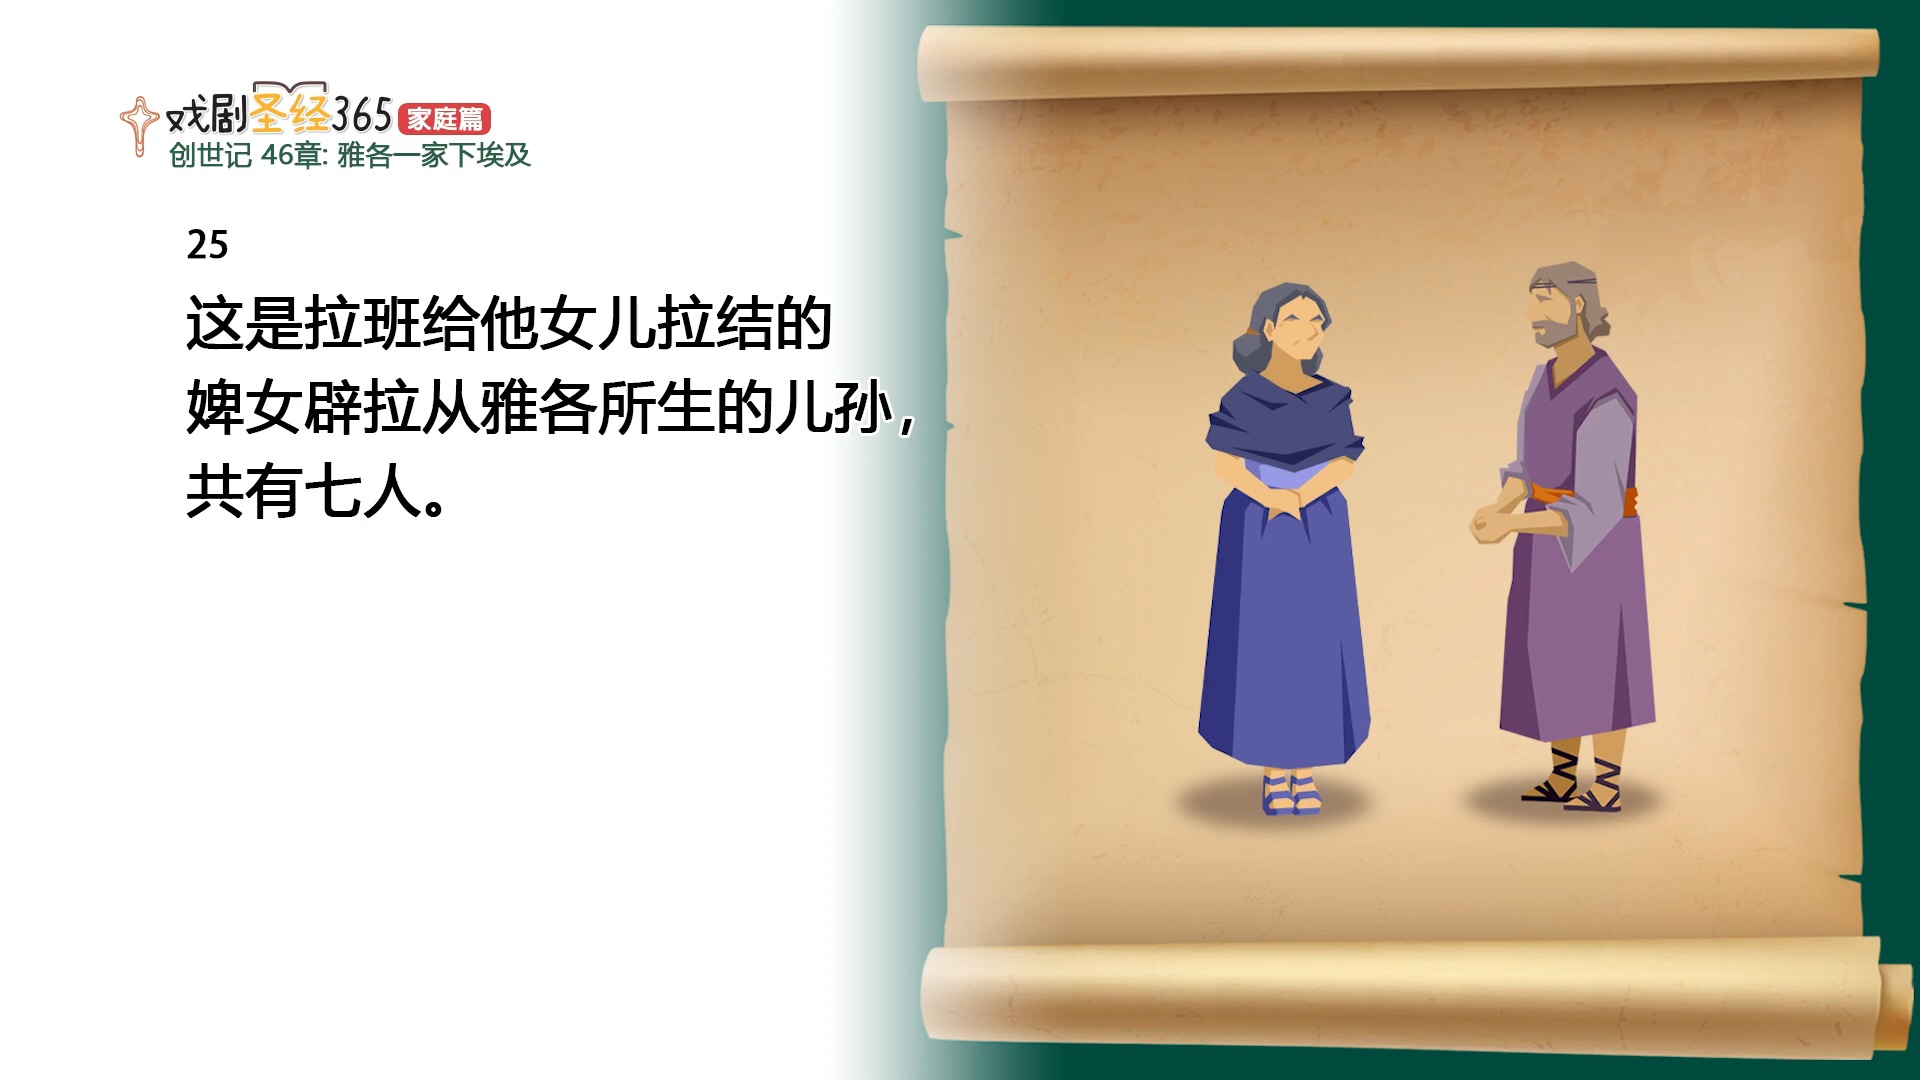 戏剧圣经365 家庭篇
创世记 46章: 雅各一家下埃及
25
这是拉班给他女儿拉结的
婢女辟拉从雅各所生的儿孙，
共有七人。